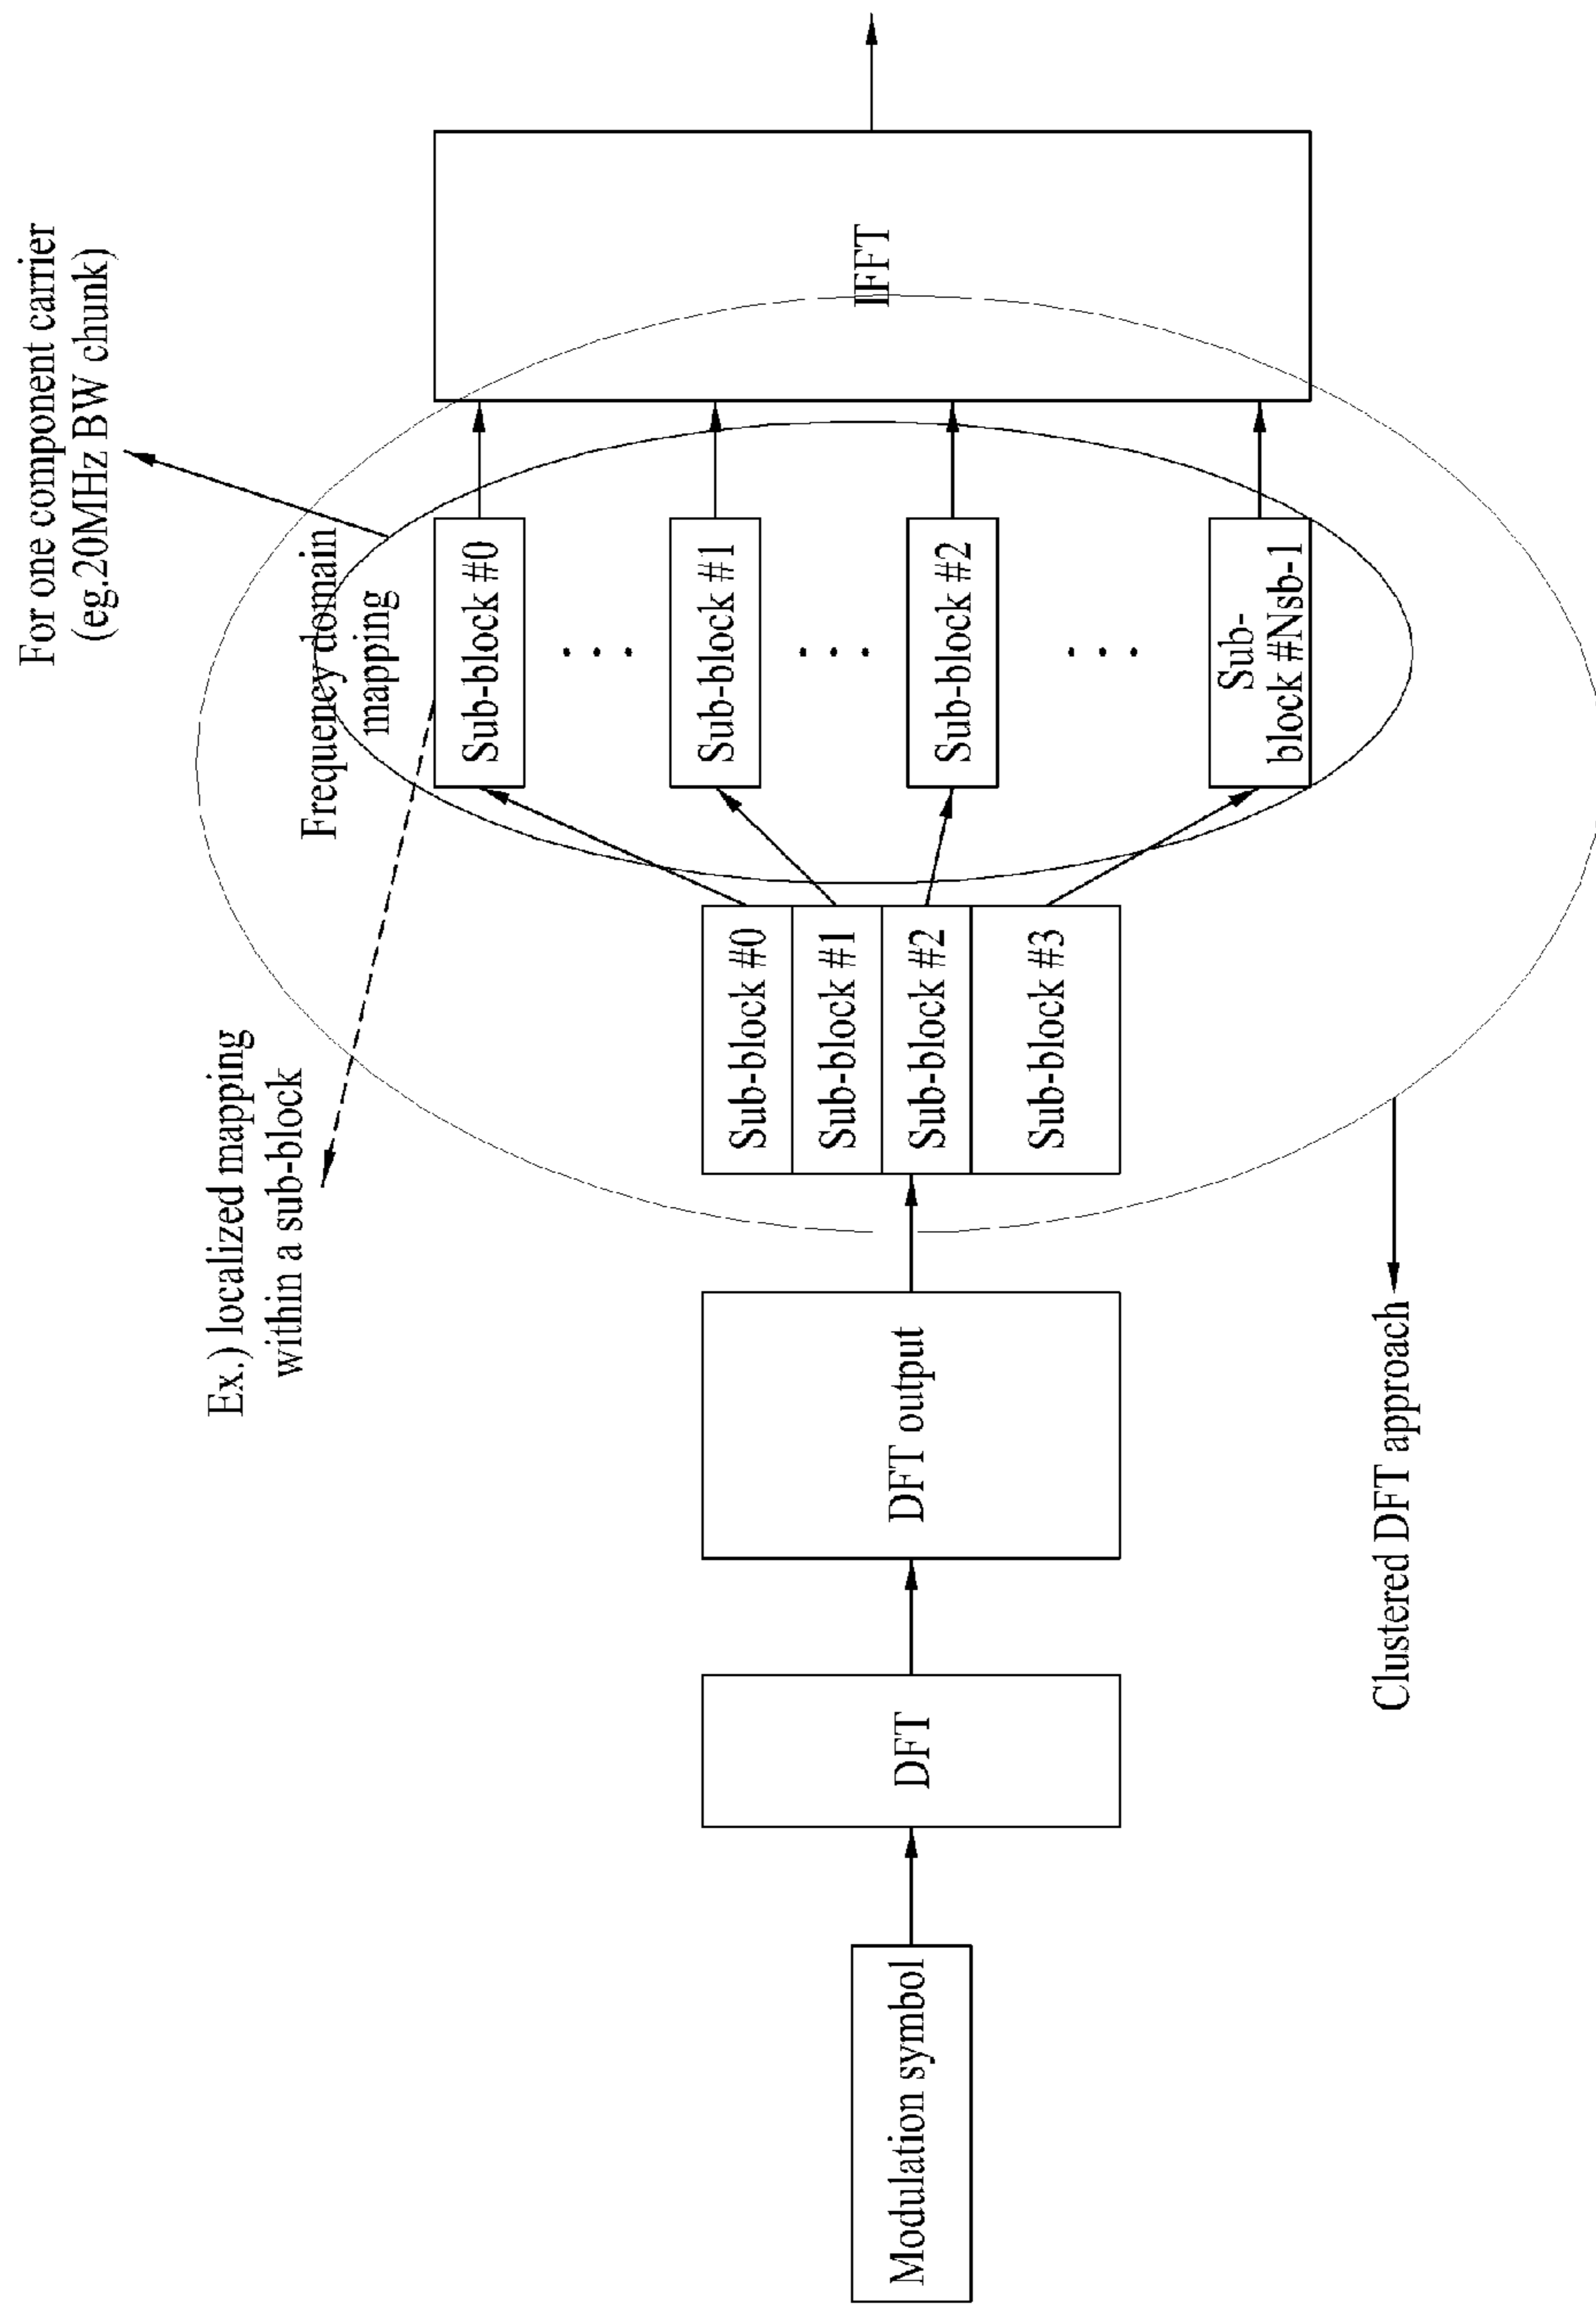 For one component carrier
(eg.20MHz BW chunk)
Ex.) localized mapping
within a sub-block
Frequency domain
mapping
Modulation symbol
DFT
DFT output
Sub-block #0
Sub-block #1
Sub-block #2
Sub-block #3
Sub-block #0
Sub-block #1
Sub-block #2
Sub-
block #Nsb-1
IFFT
Clustered DFT approach